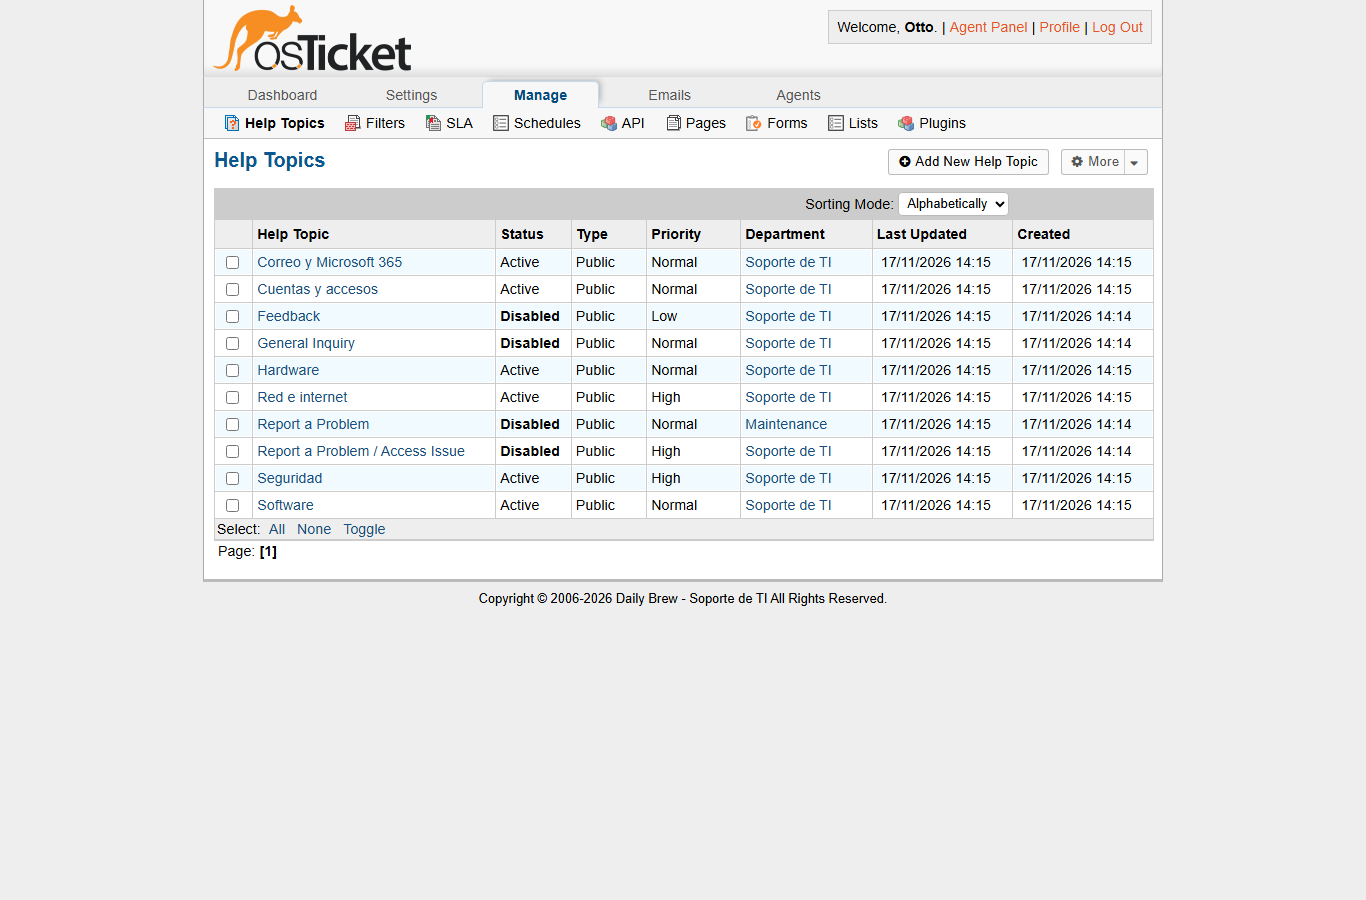 osTicket
Welcome, Otto. | Agent Panel | Profile | Log Out
Dashboard Settings Manage Emails Agents
Help Topics Filters SLA Schedules API Pages Forms Lists Plugins
Help Topics Add New Help Topic More
Sorting Mode: Alphabetically
Help Topic Status Type Priority Department Last Updated Created
Correo y Microsoft 365 Active Public Normal Soporte de TI 17/11/2026 14:15 17/11/2026 14:15
Cuentas y accesos Active Public Normal Soporte de TI 17/11/2026 14:15 17/11/2026 14:15
Feedback Disabled Public Low Soporte de TI 17/11/2026 14:15 17/11/2026 14:14
General Inquiry Disabled Public Normal Soporte de TI 17/11/2026 14:15 17/11/2026 14:14
Hardware Active Public Normal Soporte de TI 17/11/2026 14:15 17/11/2026 14:15
Red e internet Active Public High Soporte de TI 17/11/2026 14:15 17/11/2026 14:15
Report a Problem Disabled Public Normal Maintenance 17/11/2026 14:15 17/11/2026 14:14
Report a Problem / Access Issue Disabled Public High Soporte de TI 17/11/2026 14:15 17/11/2026 14:14
Seguridad Active Public High Soporte de TI 17/11/2026 14:15 17/11/2026 14:15
Software Active Public Normal Soporte de TI 17/11/2026 14:15 17/11/2026 14:15
Select: All None Toggle
Page: [1]
Copyright © 2006-2026 Daily Brew - Soporte de TI All Rights Reserved.